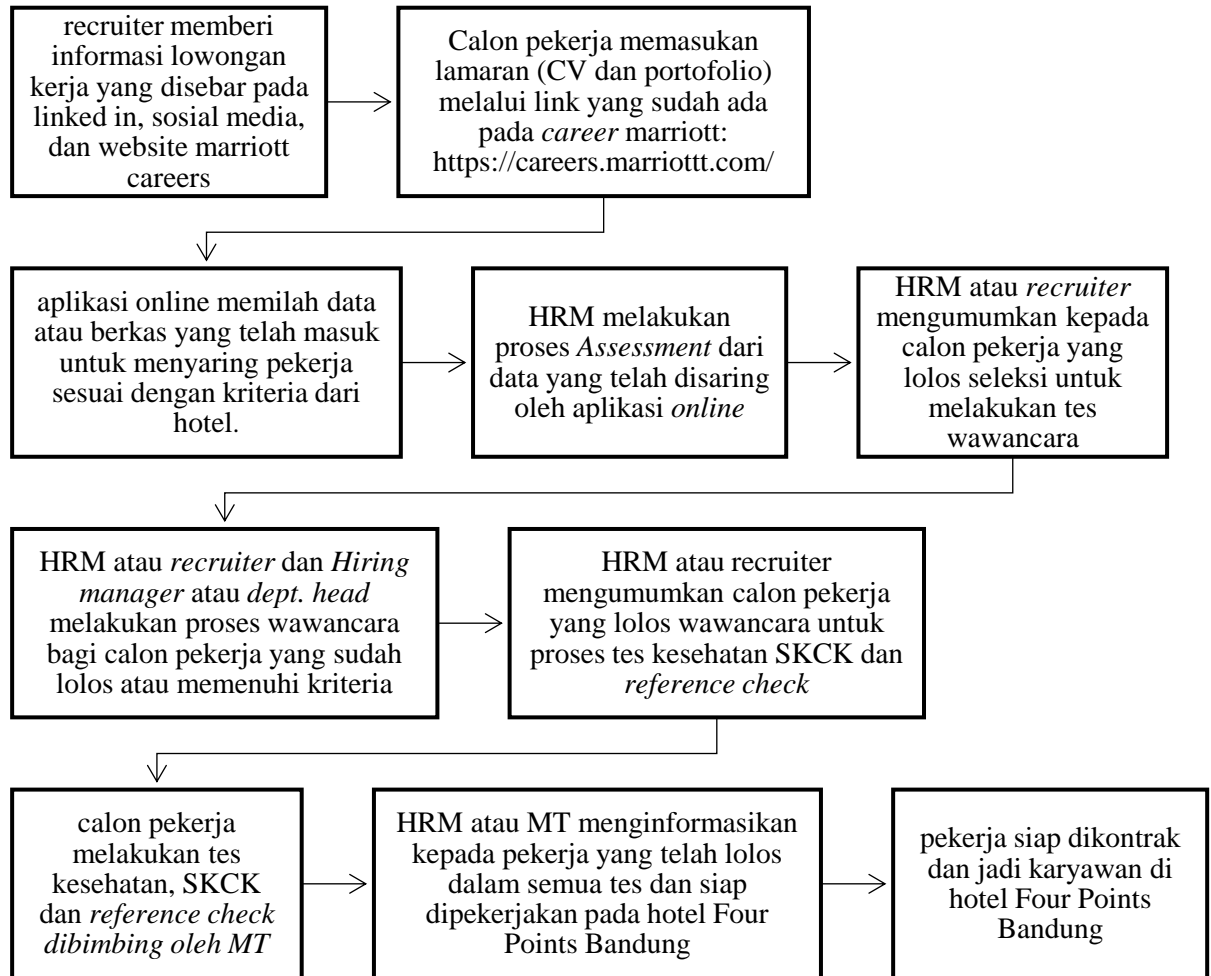 recruiter memberi
informasi lowongan
kerja yang disebar pada
linked in, sosial media,
dan website marriott
careers
Calon pekerja memasukan
lamaran (CV dan portofolio)
melalui link yang sudah ada
pada career marriott:
https://careers.marriottt.com/
aplikasi online memilah data
atau berkas yang telah masuk
untuk menyaring pekerja
sesuai dengan kriteria dari
hotel.
HRM melakukan
proses Assessment dari
data yang telah disaring
oleh aplikasi online
HRM atau recruiter
mengumumkan kepada
calon pekerja yang
lolos seleksi untuk
melakukan tes
wawancara
HRM atau recruiter dan Hiring
manager atau dept. head
melakukan proses wawancara
bagi calon pekerja yang sudah
lolos atau memenuhi kriteria
HRM atau recruiter
mengumumkan calon pekerja
yang lolos wawancara untuk
proses tes kesehatan SKCK dan
reference check
calon pekerja
melakukan tes
kesehatan, SKCK
dan reference check
dibimbing oleh MT
HRM atau MT menginformasikan
kepada pekerja yang telah lolos
dalam semua tes dan siap
dipekerjakan pada hotel Four
Points Bandung
pekerja siap dikontrak
dan jadi karyawan di
hotel Four Points
Bandung